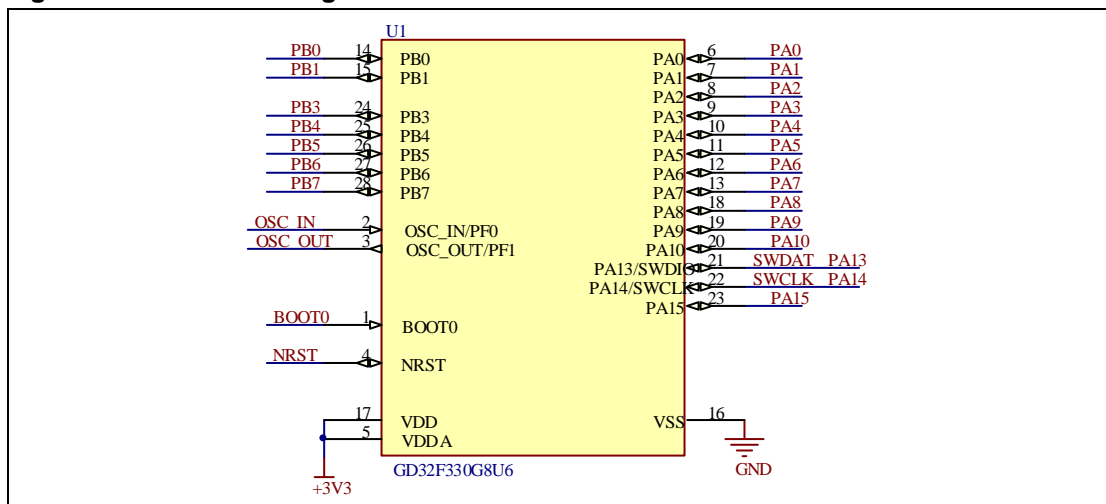 U1
PB0 14 PB0 PA0 6 PA0
PB1 15 PB1 PA1 7 PA1
PA2 8 PA2
PB3 24 PB3 PA3 9 PA3
PB4 25 PB4 PA4 10 PA4
PB5 26 PB5 PA5 11 PA5
PB6 27 PB6 PA6 12 PA6
PB7 28 PB7 PA7 13 PA7
PA8 18 PA8
OSC_IN 2 OSC_IN/PF0 PA9 19 PA9
OSC_OUT 3 OSC_OUT/PF1 PA10 20 PA10
PA13/SWDIO 21 SWDAT PA13
PA14/SWCLK 22 SWCLK PA14
PA15 23 PA15
BOOT0 1 BOOT0
NRST 4 NRST
17 VDD VSS 16
5 VDDA
GD32F330G8U6 GND
+3V3